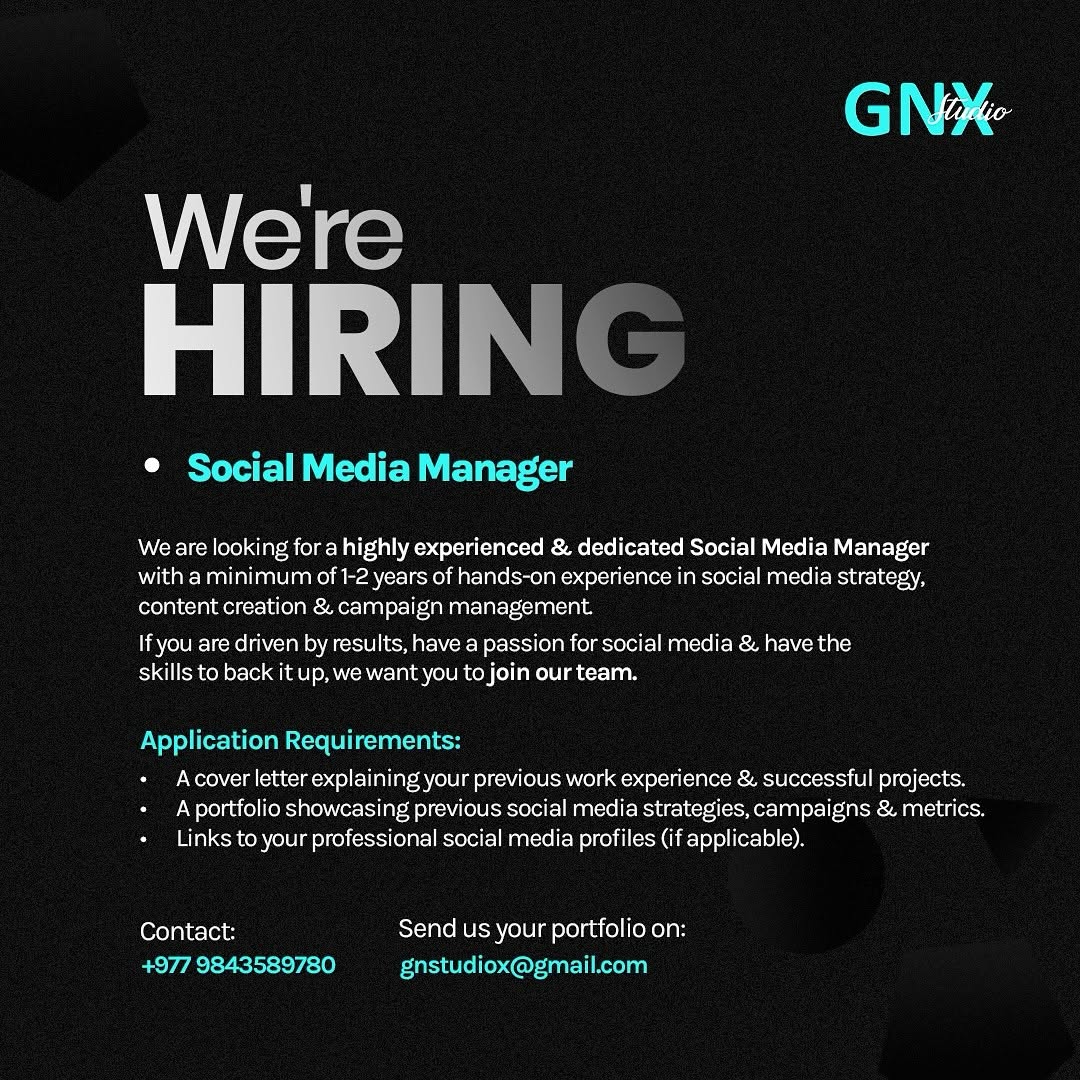 GNX
Studio
We're
HIRING
• Social Media Manager
We are looking for a highly experienced & dedicated Social Media Manager
with a minimum of 1-2 years of hands-on experience in social media strategy,
content creation & campaign management.
If you are driven by results, have a passion for social media & have the
skills to back it up, we want you to join our team.
Application Requirements:
• A cover letter explaining your previous work experience & successful projects.
• A portfolio showcasing previous social media strategies, campaigns & metrics.
• Links to your professional social media profiles (if applicable).
Contact:
+977 9843589780
Send us your portfolio on:
gnstudiox@gmail.com